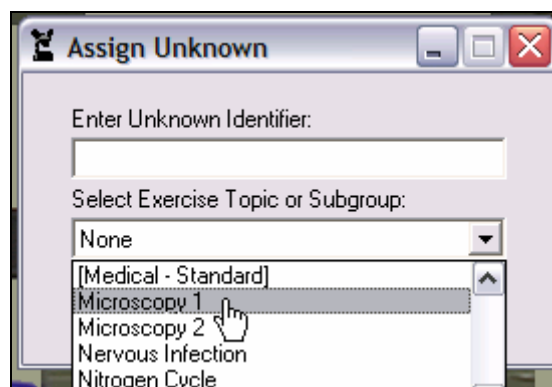 Assign Unknown
Enter Unknown Identifier:
Select Exercise Topic or Subgroup:
None
[Medical - Standard]
Microscopy 1
Microscopy 2
Nervous Infection
Nitrogen Cycle